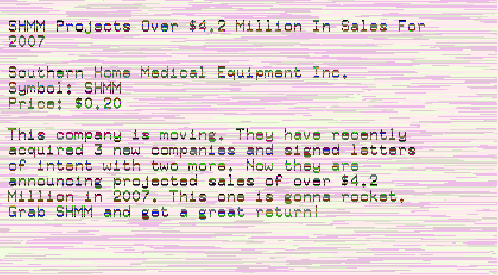 SHMM Projects Over $4.2 Million In Sales For
2007
Southern Home Medical Equipment Inc.
Symbol: SHMM
Price: $0.20
This company is moving. They have recently
acquired 3 new companies and signed letters
of intent with two more. Now they are
announcing projected sales of over $4.2
Million in 2007. This one is gonna rocket.
Grab SHMM and get a great return!